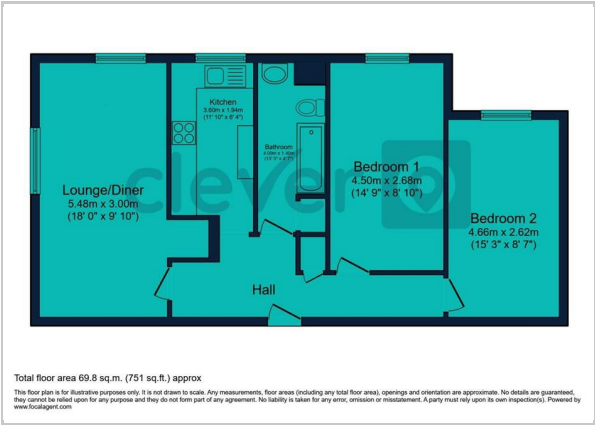 Kitchen
3.60m x 1.94m
(11' 10" x 6' 4")
Bathroom
Bedroom 1
4.50m x 2.68m
(14' 9" x 8' 10")
clever
Lounge/Diner
5.48m x 3.00m
(18' 0" x 9' 10")
Bedroom 2
4.66m x 2.62m
(15' 3" x 8' 7")
Hall
Total floor area 69.8 sq.m. (751 sq.ft.) approx
This floor plan is for illustrative purposes only. It is not drawn to scale. Any measurements, floor areas (including any total floor area), openings and orientation are approximate. No details are guaranteed,
they cannot be relied upon for any purpose and they do not form part of any agreement. No liability is taken for any error, omission or misstatement. A party must rely upon its own inspection(s). Powered by
www.focalagent.com